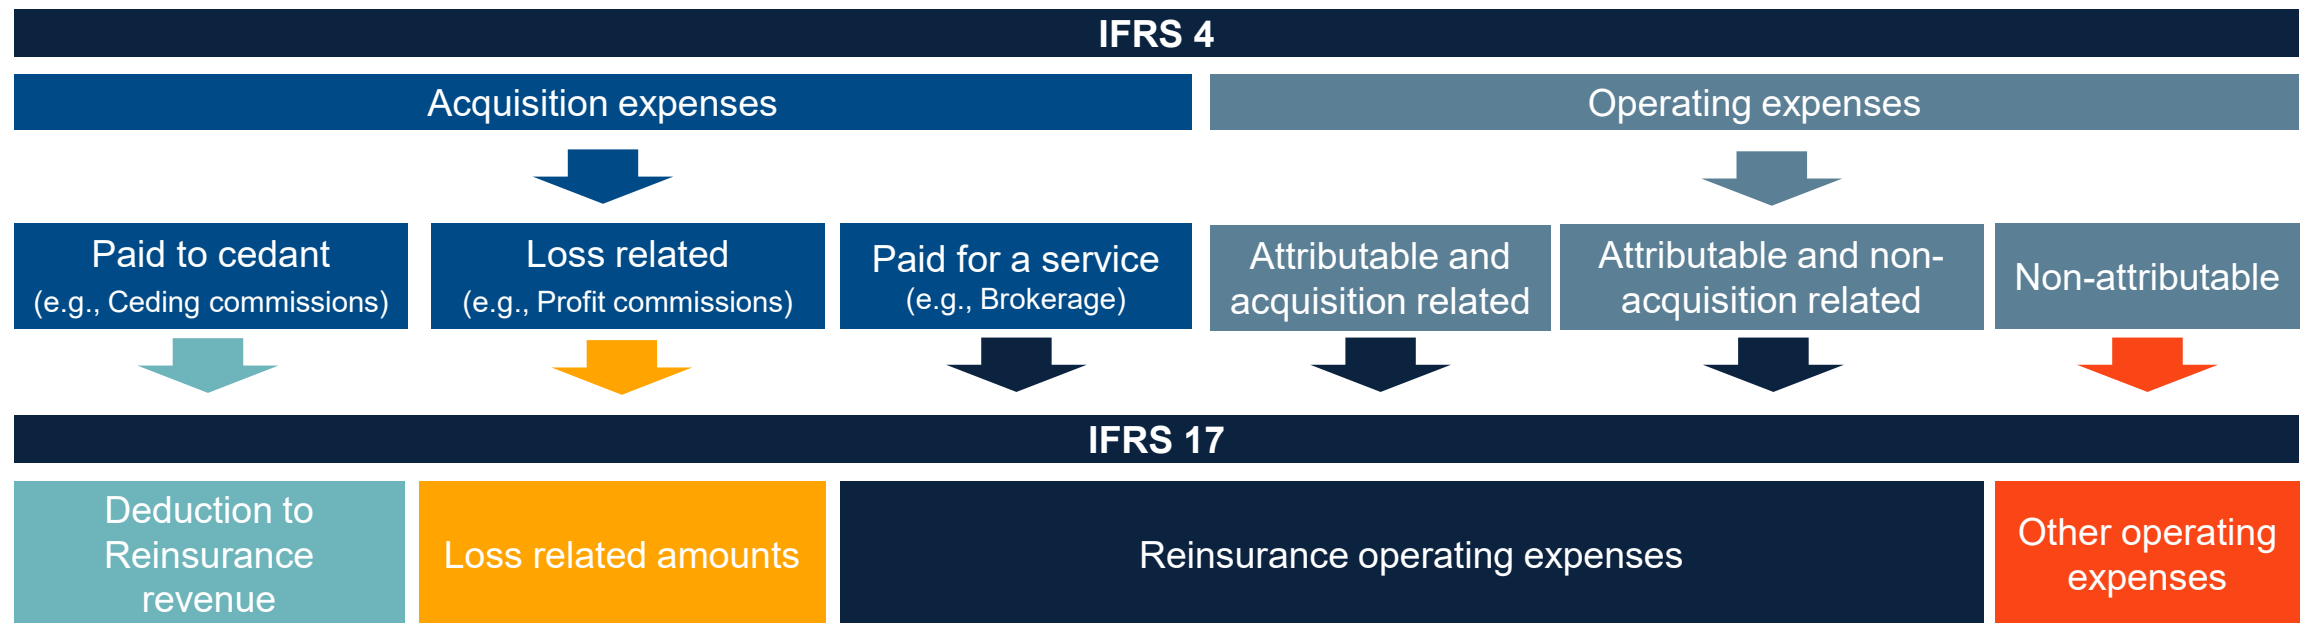 IFRS 4
Acquisition expenses
Operating expenses
Paid to cedant
(e.g., Ceding commissions)
Loss related
(e.g., Profit commissions)
Paid for a service
(e.g., Brokerage)
Attributable and
acquisition related
Attributable and non-
acquisition related
Non-attributable
IFRS 17
Deduction to
Reinsurance
revenue
Loss related amounts
Reinsurance operating expenses
Other operating
expenses